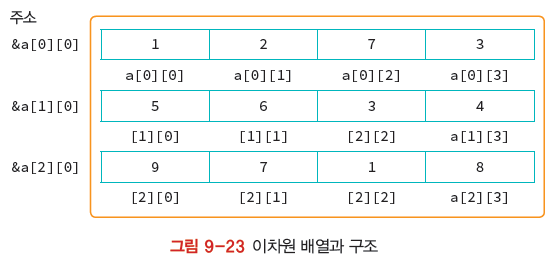 주소
&a[0][0] 1 2 7 3
a[0][0] a[0][1] a[0][2] a[0][3]
&a[1][0] 5 6 3 4
[1][0] [1][1] [2][2] a[1][3]
&a[2][0] 9 7 1 8
[2][0] [2][1] [2][2] a[2][3]
그림 9-23 이차원 배열과 구조